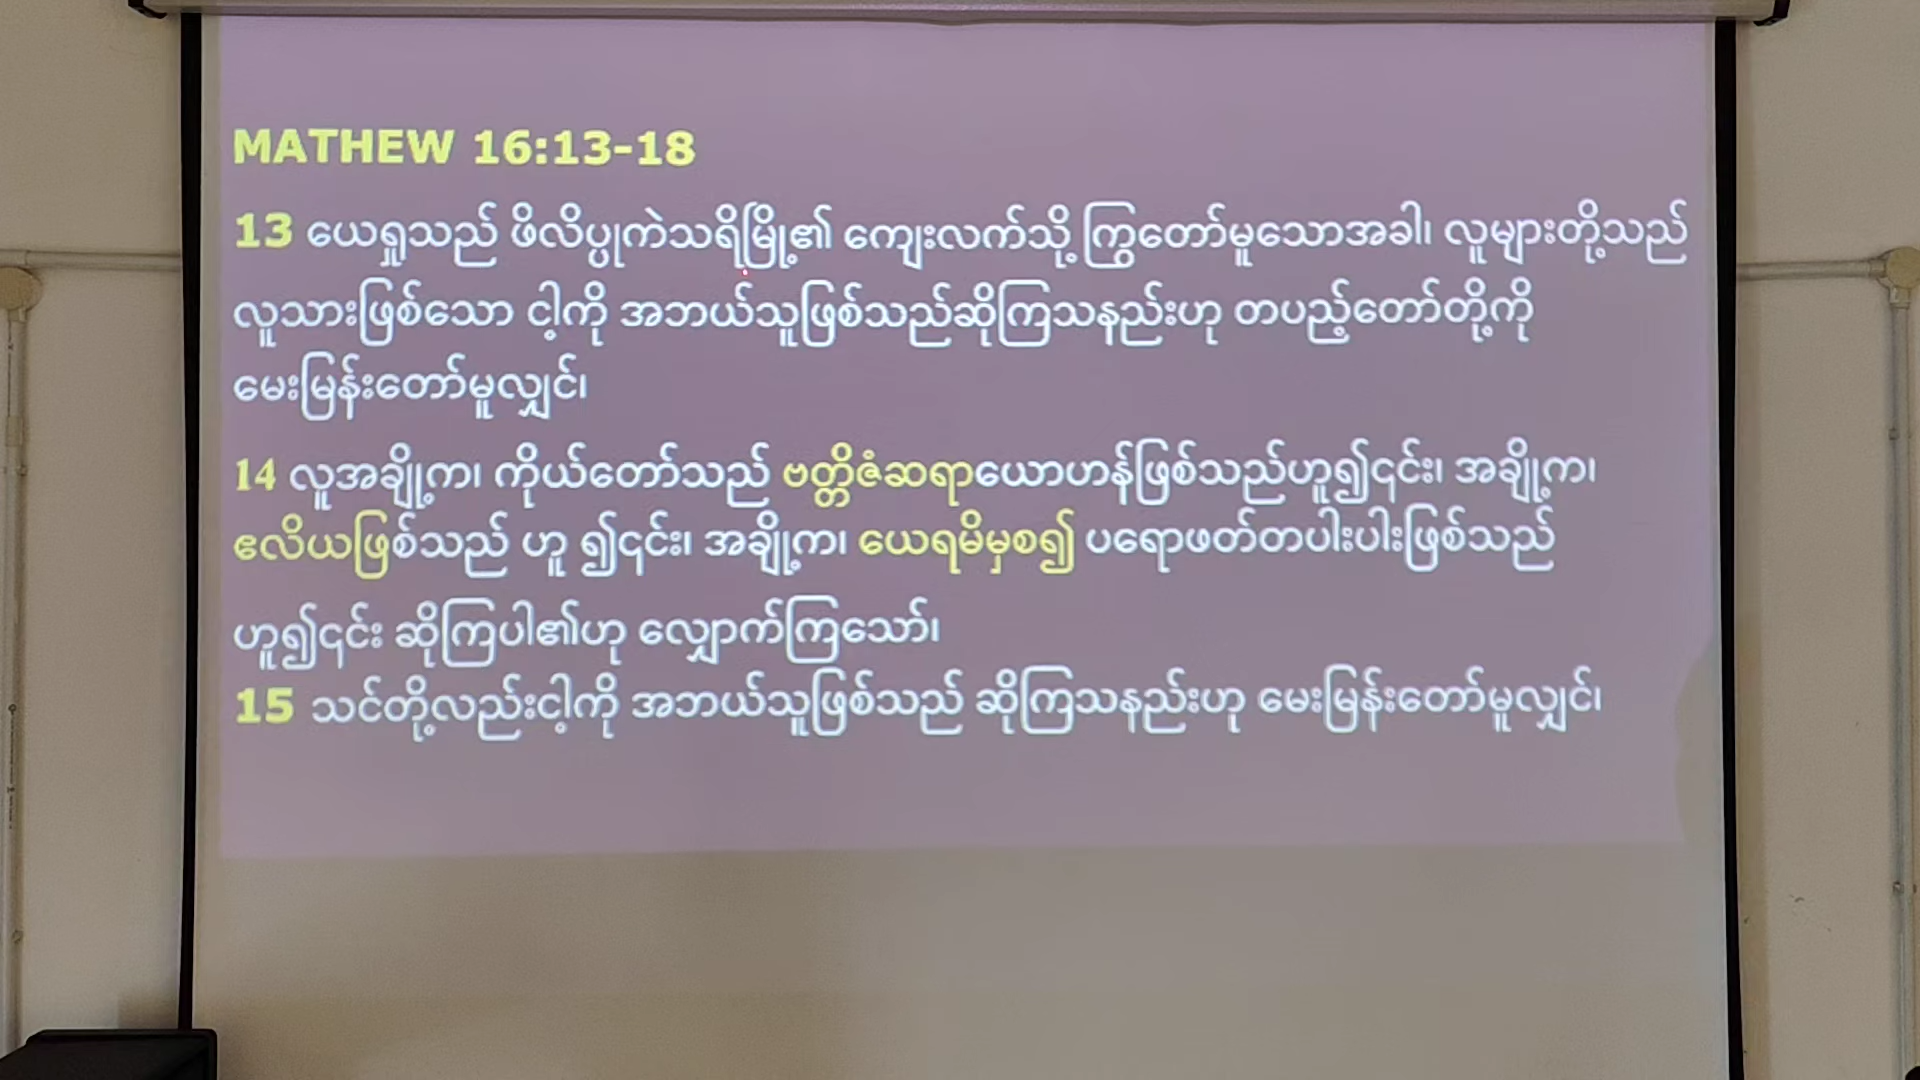 MATHEW 16:13-18
13 ယေရှုသည် ဖိလိပ္ပုကဲသရိမြို့၏ ကျေးလက်သို့ ကြွတော်မူသောအခါ၊ လူများတို့သည်
လူသားဖြစ်သော ငါ့ကို အဘယ်သူဖြစ်သည်ဆိုကြသနည်းဟု တပည့်တော်တို့ကို
မေးမြန်းတော်မူလျှင်၊
14 လူအချို့က၊ ကိုယ်တော်သည် ဗတ္တိဇံဆရာယောဟန်ဖြစ်သည်ဟူ၍၎င်း၊ အချို့က၊
ဧလိယဖြစ်သည် ဟူ ၍၎င်း၊ အချို့က၊ ယေရမိမှစ၍ ပရောဖတ်တပါးပါးဖြစ်သည်
ဟူ၍၎င်း ဆိုကြပါ၏ဟု လျှောက်ကြသော်၊
15 သင်တို့လည်းငါ့ကို အဘယ်သူဖြစ်သည် ဆိုကြသနည်းဟု မေးမြန်းတော်မူလျှင်၊